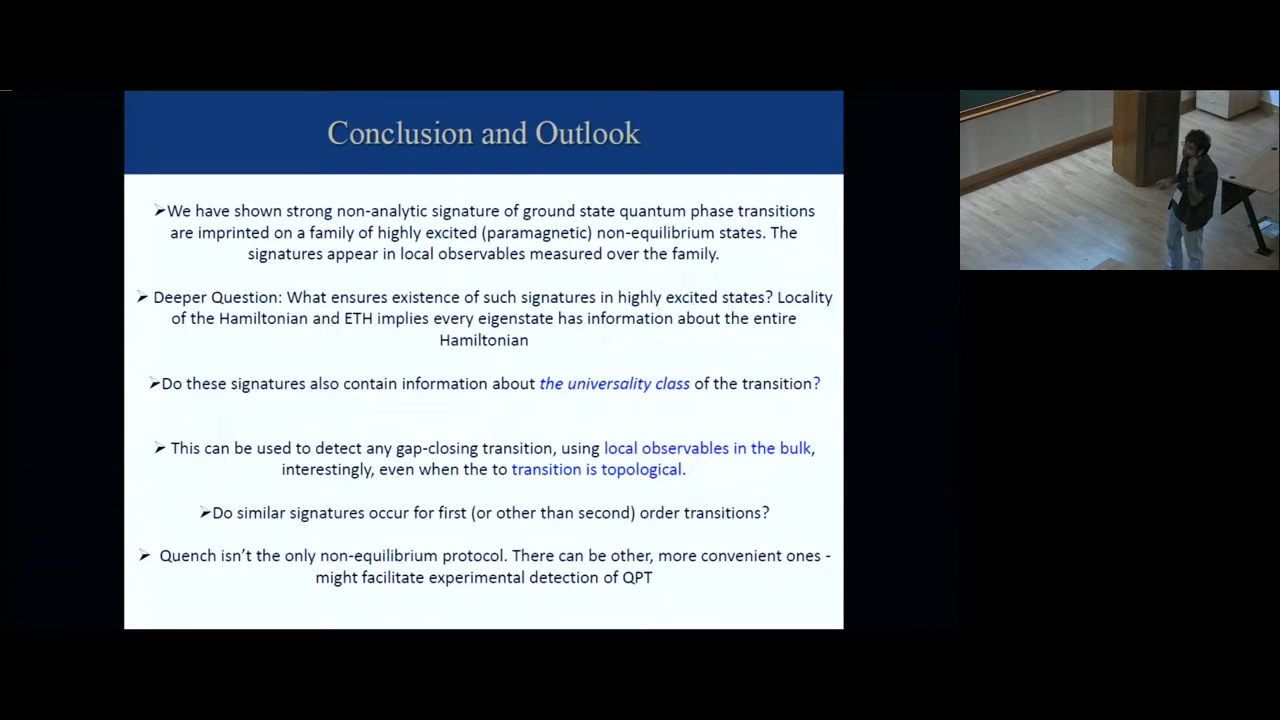 Conclusion and Outlook
➢We have shown strong non-analytic signature of ground state quantum phase transitions
are imprinted on a family of highly excited (paramagnetic) non-equilibrium states. The
signatures appear in local observables measured over the family.
➢ Deeper Question: What ensures existence of such signatures in highly excited states? Locality
of the Hamiltonian and ETH implies every eigenstate has information about the entire
Hamiltonian
➢Do these signatures also contain information about the universality class of the transition?
➢ This can be used to detect any gap-closing transition, using local observables in the bulk,
interestingly, even when the to transition is topological.
➢Do similar signatures occur for first (or other than second) order transitions?
➢ Quench isn't the only non-equilibrium protocol. There can be other, more convenient ones -
might facilitate experimental detection of QPT